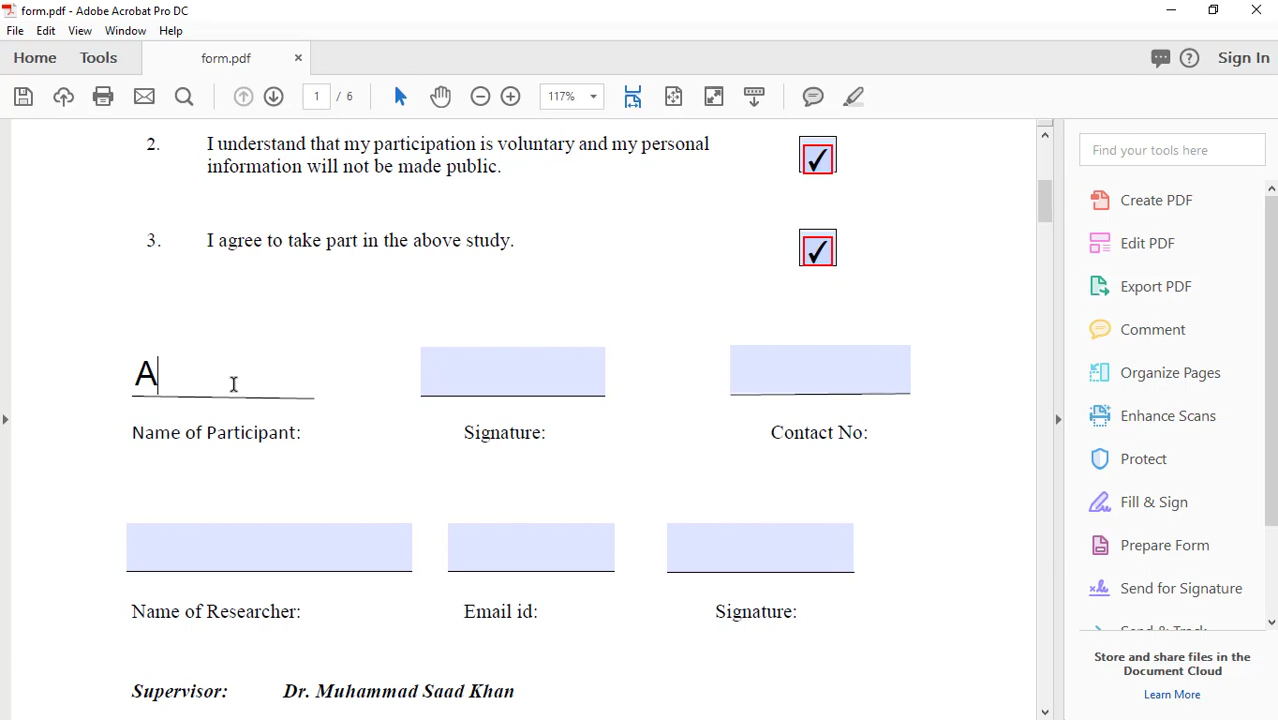 form.pdf - Adobe Acrobat Pro DC
File Edit View Window Help
Home Tools form.pdf × Sign In
1 / 6 117%
2. I understand that my participation is voluntary and my personal
information will not be made public.
3. I agree to take part in the above study.
A
Name of Participant: Signature: Contact No:
Name of Researcher: Email id: Signature:
Supervisor: Dr. Muhammad Saad Khan
Find your tools here
Create PDF
Edit PDF
Export PDF
Comment
Organize Pages
Enhance Scans
Protect
Fill & Sign
Prepare Form
Send for Signature
Send & Track
Store and share files in the
Document Cloud
Learn More